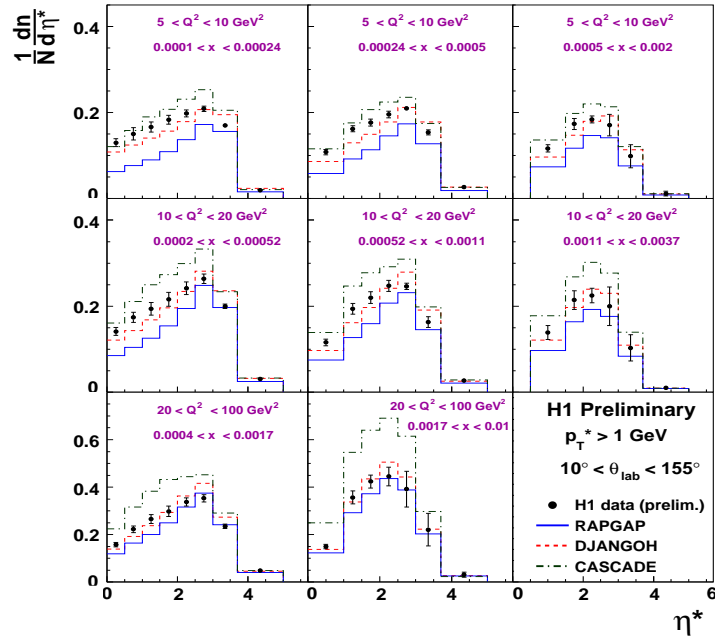 1 dn
N dη*
0.4
0.2
0
5 < Q² < 10 GeV²
0.0001 < x < 0.00024
5 < Q² < 10 GeV²
0.00024 < x < 0.0005
5 < Q² < 10 GeV²
0.0005 < x < 0.002
0.4
0.2
0
10 < Q² < 20 GeV²
0.0002 < x < 0.00052
10 < Q² < 20 GeV²
0.00052 < x < 0.0011
10 < Q² < 20 GeV²
0.0011 < x < 0.0037
0.6
0.4
0.2
0
20 < Q² < 100 GeV²
0.0004 < x < 0.0017
20 < Q² < 100 GeV²
0.0017 < x < 0.01
H1 Preliminary
p_T* > 1 GeV
10° < θ_lab < 155°
H1 data (prelim.)
RAPGAP
DJANGOH
CASCADE
0 2 4 0 2 4 0 2 4 6
η*